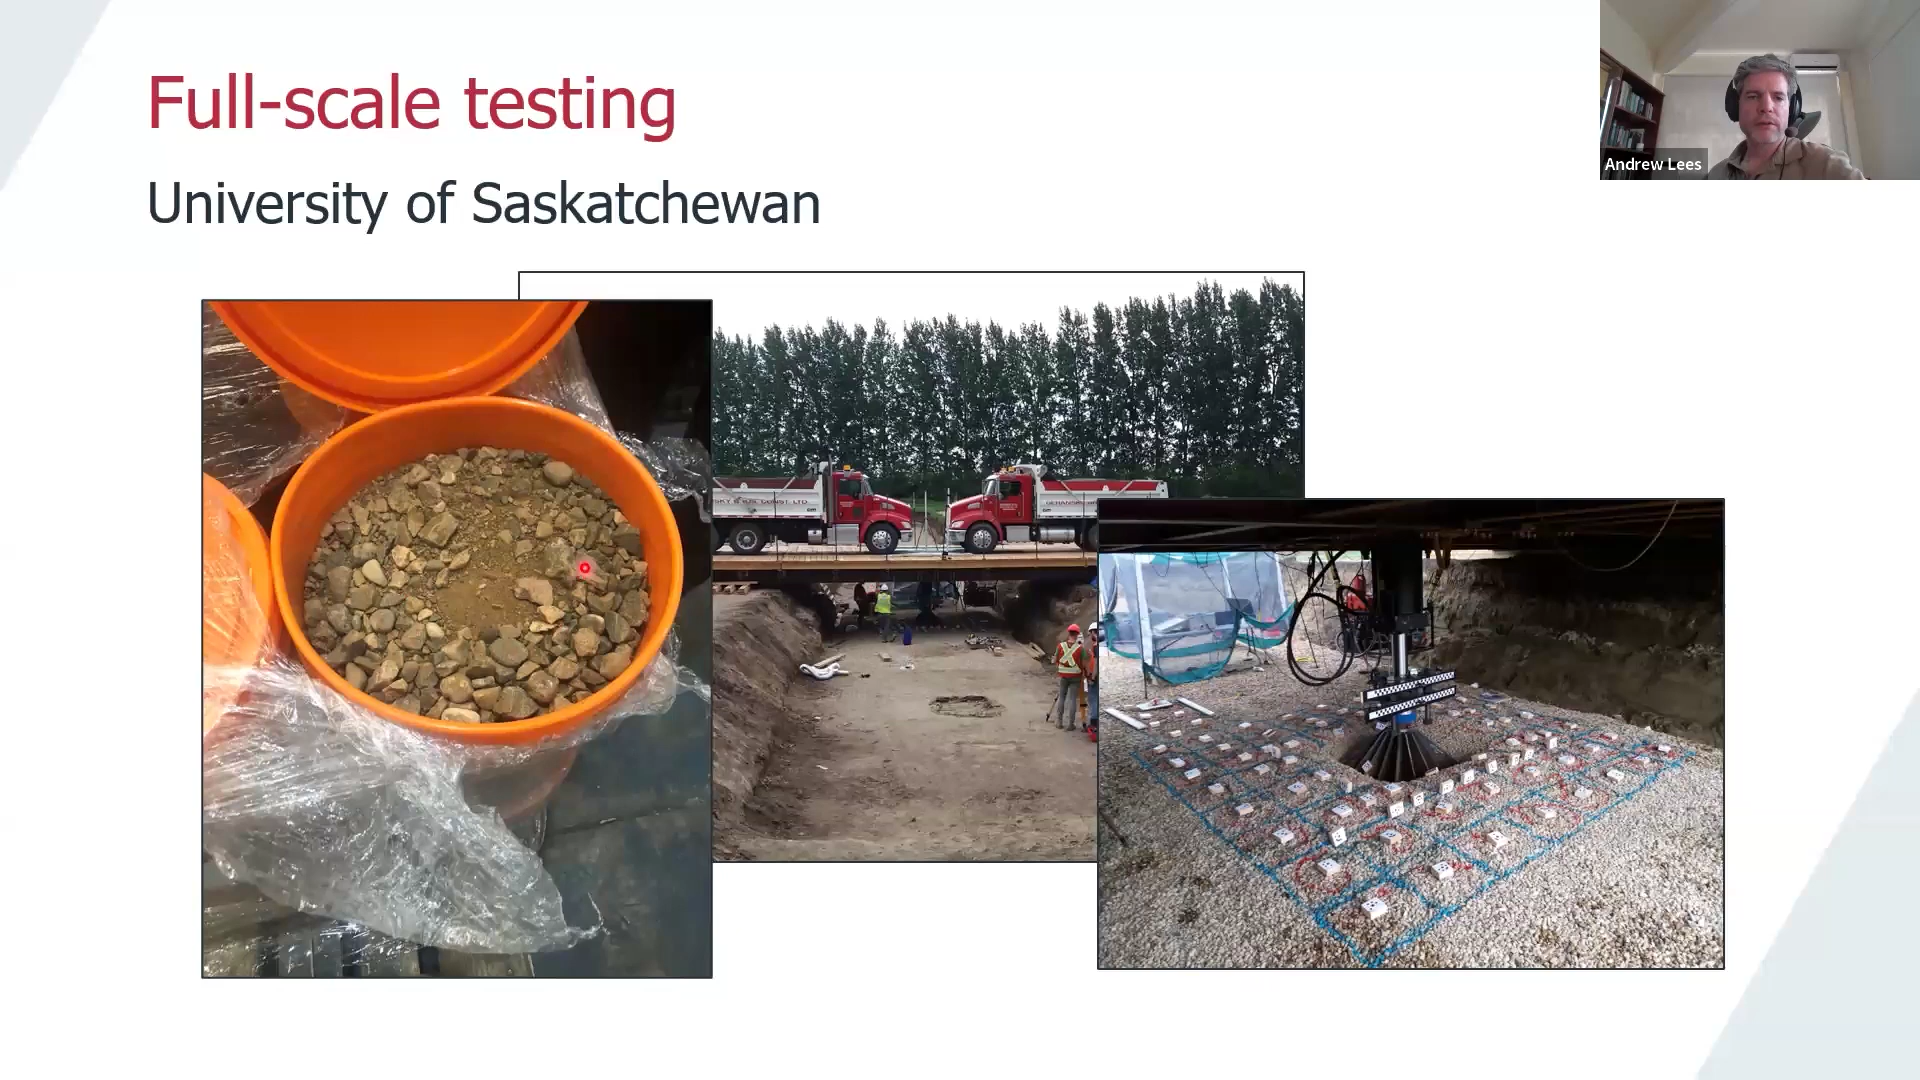 Full-scale testing
University of Saskatchewan
Andrew Lees